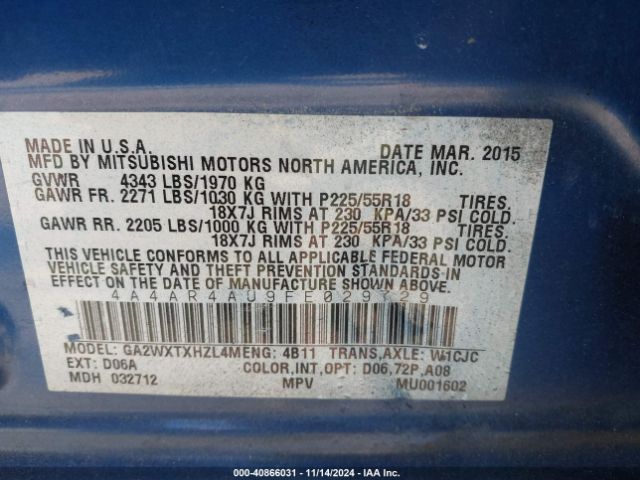 MADE IN U.S.A. DATE MAR. 2015
MFD BY MITSUBISHI MOTORS NORTH AMERICA, INC.
GVWR 4343 LBS/1970 KG
GAWR FR. 2271 LBS/1030 KG WITH P225/55R18 TIRES,
18X7J RIMS AT 230 KPA/33 PSI COLD.
GAWR RR. 2205 LBS/1000 KG WITH P225/55R18 TIRES,
18X7J RIMS AT 230 KPA/33 PSI COLD.
THIS VEHICLE CONFORMS TO ALL APPLICABLE FEDERAL MOTOR
VEHICLE SAFETY AND THEFT PREVENTION STANDARDS IN
EFFECT ON THE DATE OF MANUFACTURE SHOWN ABOVE.
4A4AR4AU9FE029729
MODEL: GA2WXTXHZL4MENG: 4B11 TRANS,AXLE: W1CJC
EXT: D06A COLOR,INT,OPT: D06,72P,A08
MDH 032712 MPV MU001602
200-40866031 - 11/14/2024 - IAA Inc.